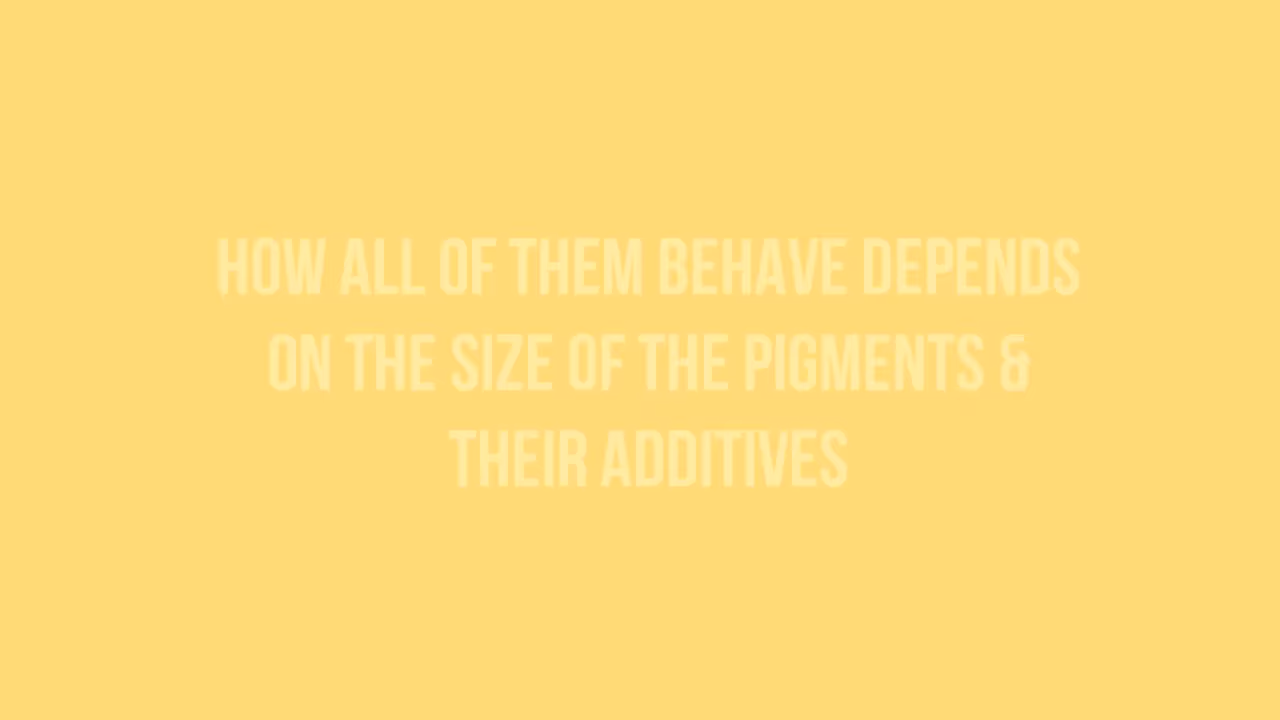 HOW ALL OF THEM BEHAVE DEPENDS
ON THE SIZE OF THE PIGMENTS &
THEIR ADDITIVES